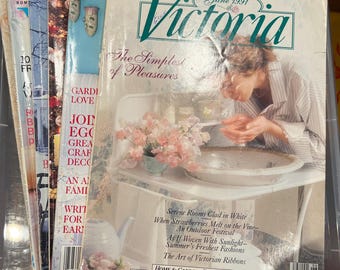 June 1991
Victoria
The Simplest
of Pleasures
GARDE
LOVE
JOIN
EGG
GREA
CRAF
DECO
AN A
FAMI
WRIT
FOR
EAR
Serene Rooms Clad in White
When Strawberries Melt on the Vine—
An Outdoor Festival
As If Woven With Sunlight—
Summer's Freshest Fashions
The Art of Victorian Ribbons